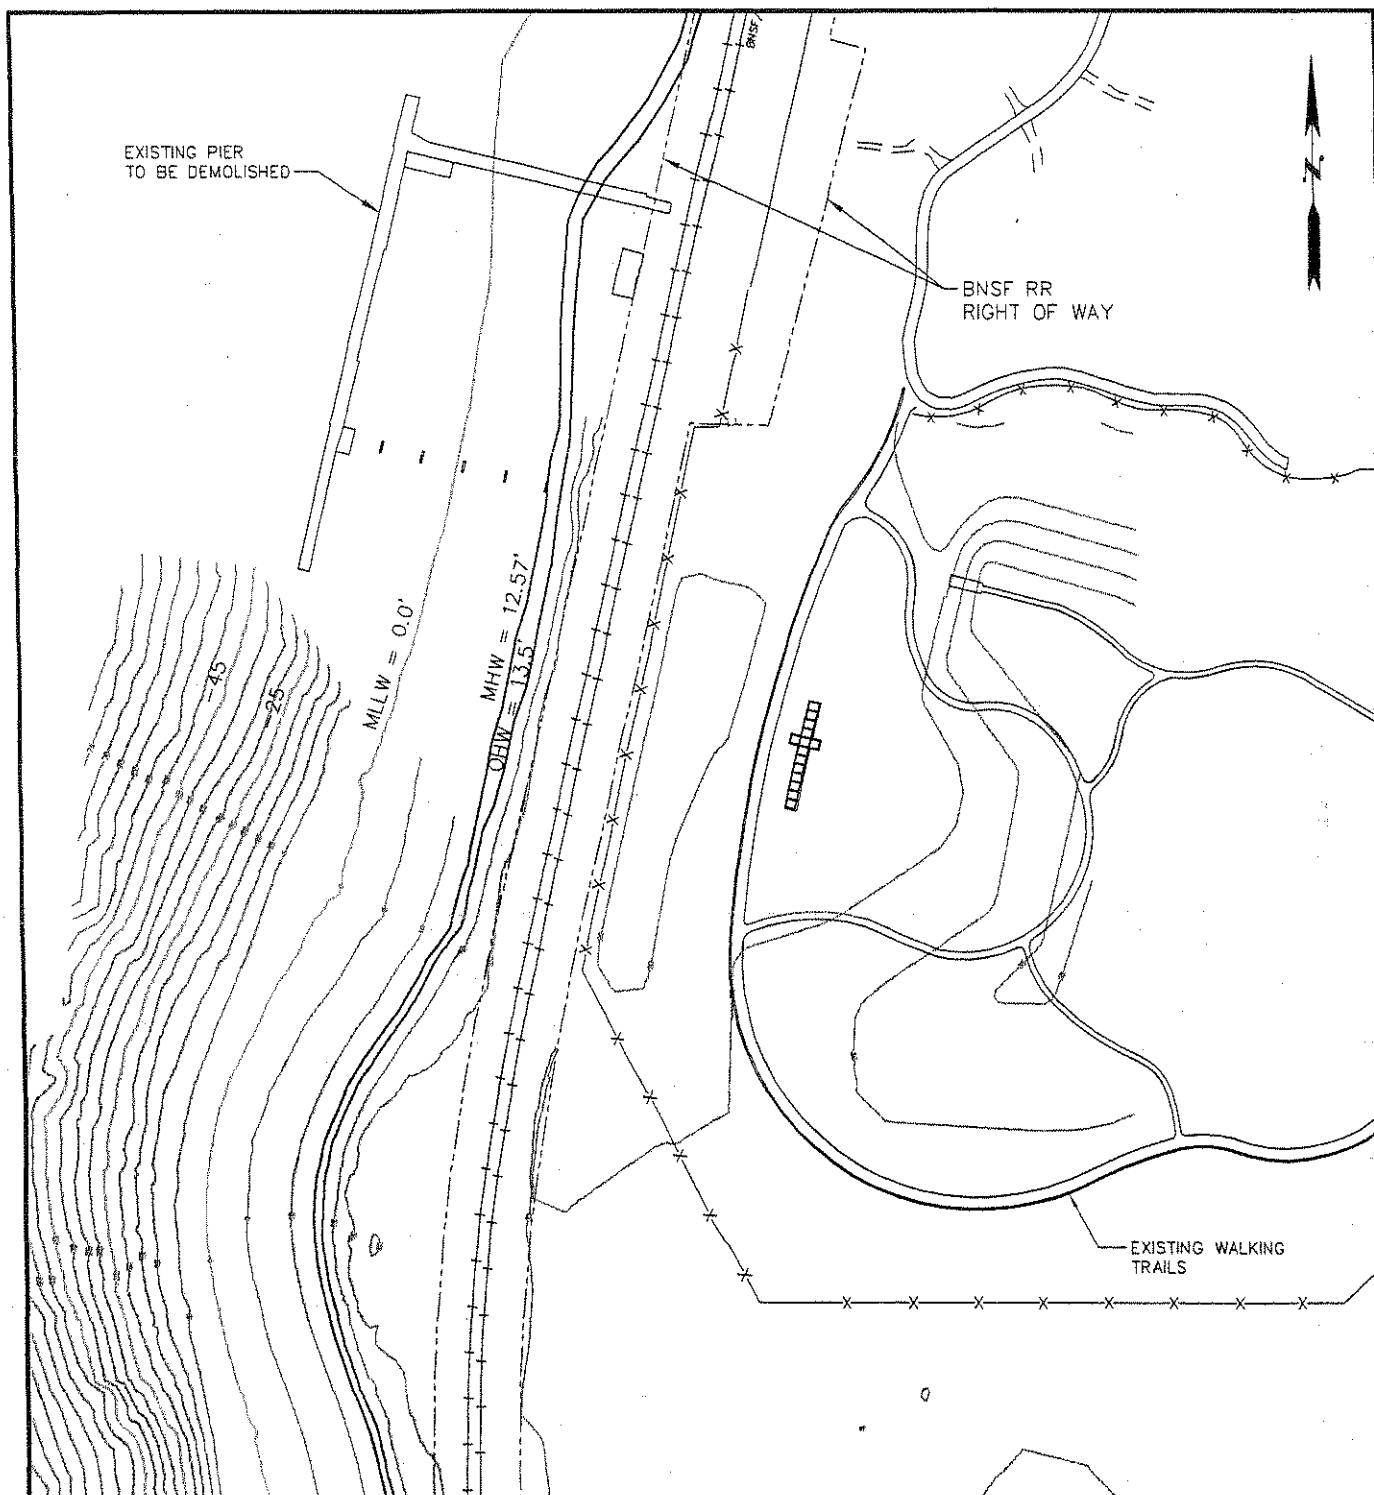 BNSF
EXISTING PIER
TO BE DEMOLISHED
N
BNSF RR
RIGHT OF WAY
MLLW = 0.0'
MHW = 12.57'
OHW = 13.5'
-45
-25
EXISTING WALKING
TRAILS